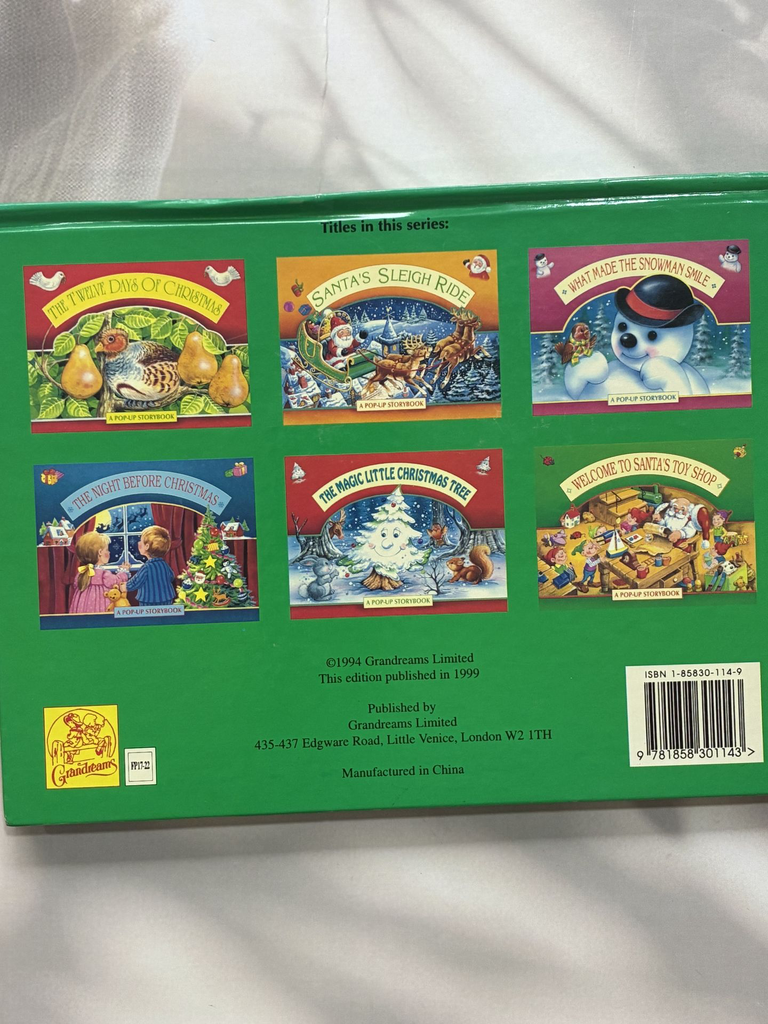 Titles in this series:
THE TWELVE DAYS OF CHRISTMAS
A POP-UP STORYBOOK
SANTA'S SLEIGH RIDE
A POP-UP STORYBOOK
WHAT MADE THE SNOWMAN SMILE
A POP-UP STORYBOOK
THE NIGHT BEFORE CHRISTMAS
A POP-UP STORYBOOK
THE MAGIC LITTLE CHRISTMAS TREE
A POP-UP STORYBOOK
WELCOME TO SANTA'S TOY SHOP
A POP-UP STORYBOOK
©1994 Grandreams Limited
This edition published in 1999
Published by
Grandreams Limited
435-437 Edgware Road, Little Venice, London W2 1TH
Manufactured in China
Grandreams
FP17-22
ISBN 1-85830-114-9
9 781858 301143 >